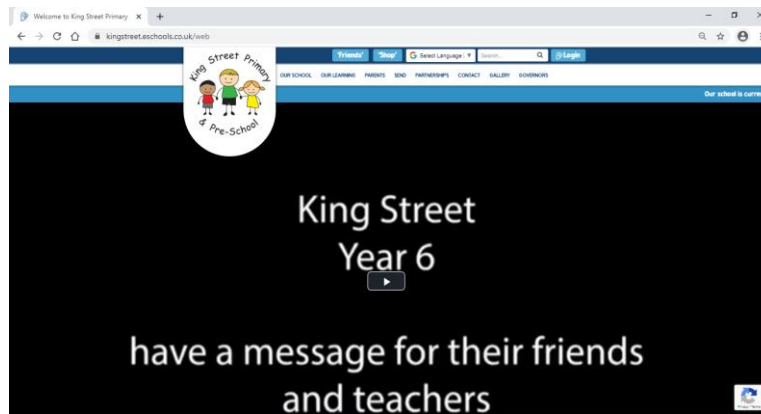 Welcome to King Street Primary
kingstreet.eschools.co.uk/web
'Friends' 'Shop' Select Language ▼ Search... Login
King Street Primary
& Pre-School
OUR SCHOOL OUR LEARNING PARENTS SEND PARTNERSHIPS CONTACT GALLERY GOVERNORS
Our school is curre
King Street
Year 6
have a message for their friends
and teachers